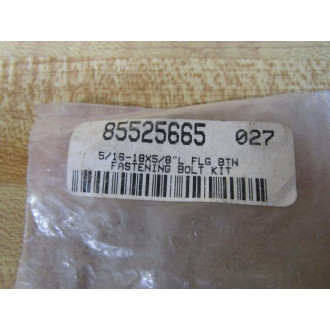 85525665 027
5/16-18X5/8"L FLG BTN
FASTENING BOLT KIT